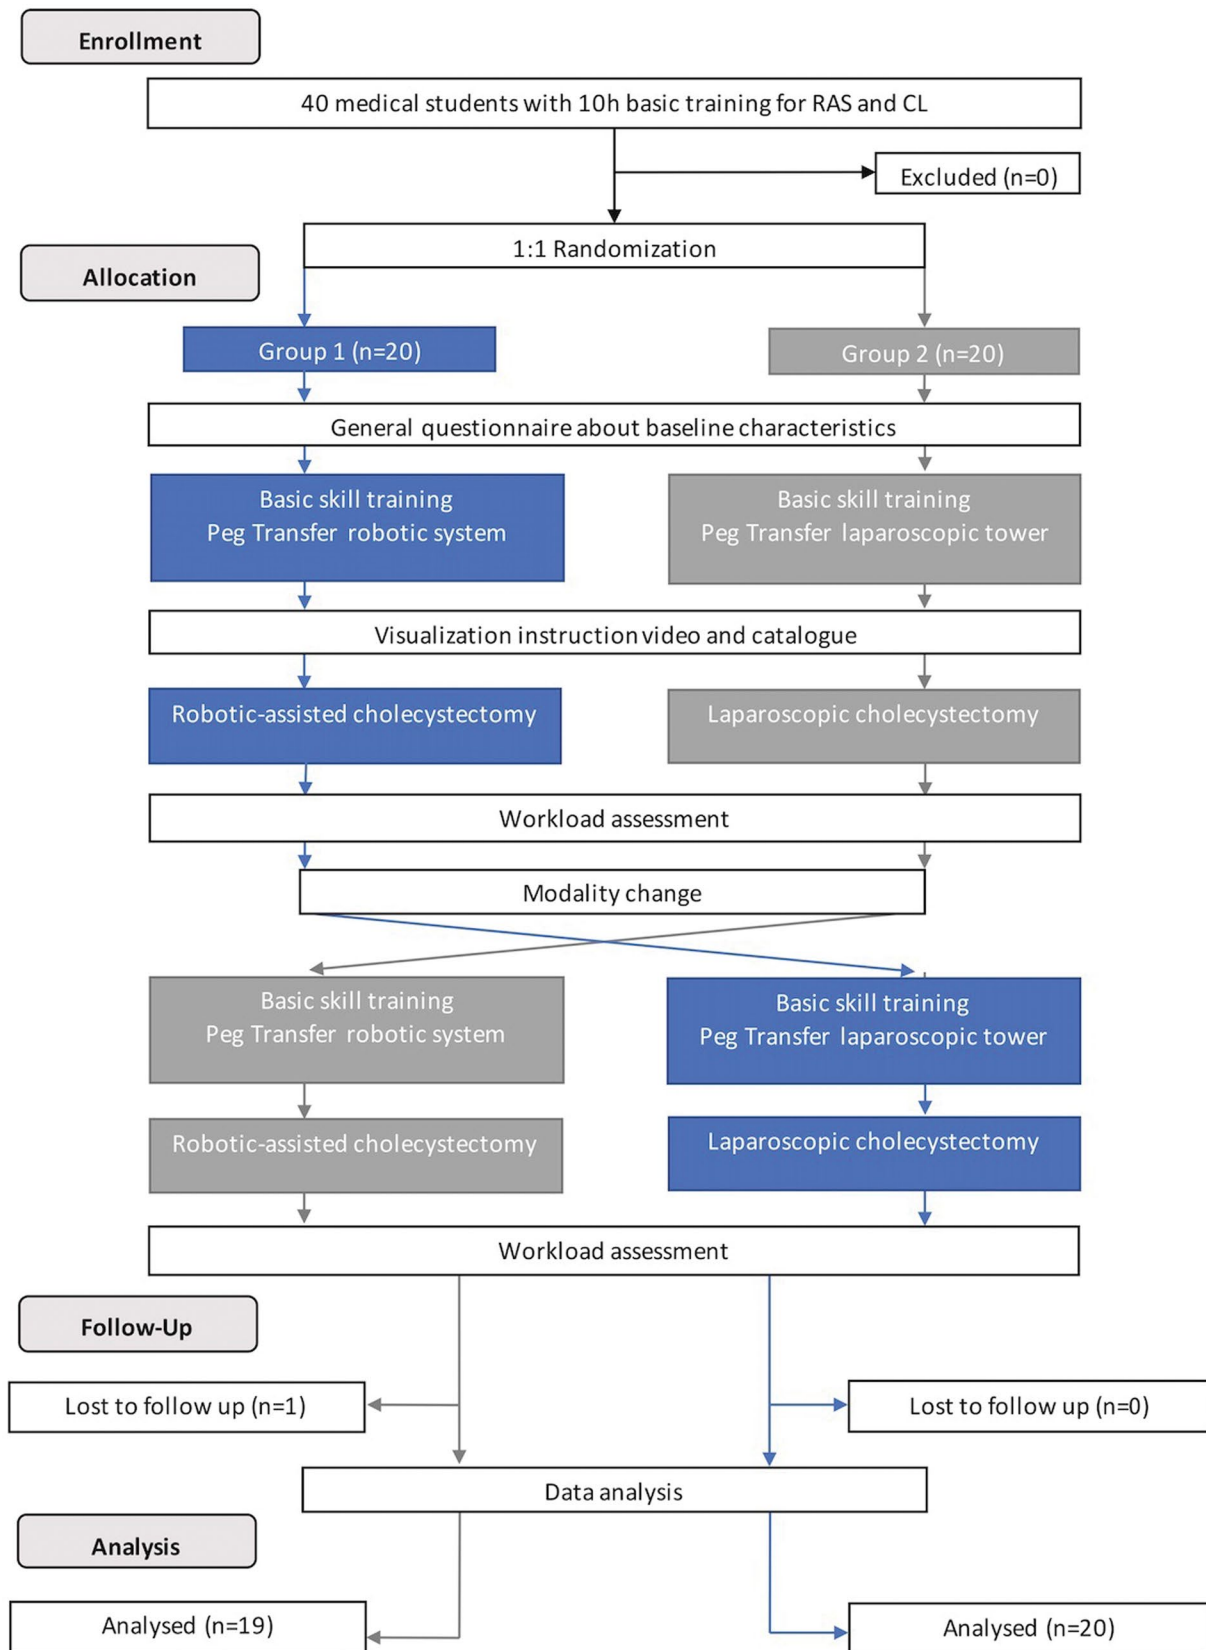 Enrollment
40 medical students with 10h basic training for RAS and CL
Excluded (n=0)
1:1 Randomization
Allocation
Group 1 (n=20)
Group 2 (n=20)
General questionnaire about baseline characteristics
Basic skill training
Peg Transfer robotic system
Basic skill training
Peg Transfer laparoscopic tower
Visualization instruction video and catalogue
Robotic-assisted cholecystectomy
Laparoscopic cholecystectomy
Workload assessment
Modality change
Basic skill training
Peg Transfer robotic system
Basic skill training
Peg Transfer laparoscopic tower
Robotic-assisted cholecystectomy
Laparoscopic cholecystectomy
Workload assessment
Follow-Up
Lost to follow up (n=1)
Lost to follow up (n=0)
Data analysis
Analysis
Analysed (n=19)
Analysed (n=20)